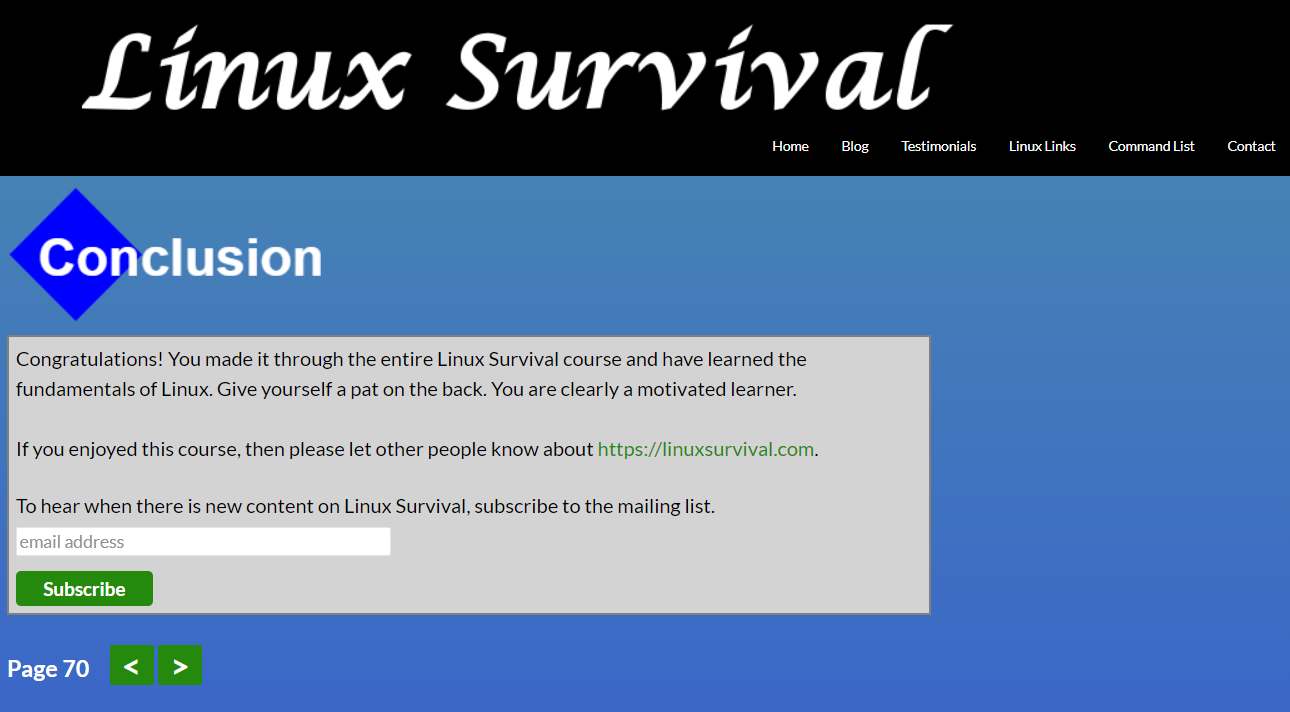 Linux Survival
Home Blog Testimonials Linux Links Command List Contact
Conclusion
Congratulations! You made it through the entire Linux Survival course and have learned the
fundamentals of Linux. Give yourself a pat on the back. You are clearly a motivated learner.
If you enjoyed this course, then please let other people know about https://linuxsurvival.com.
To hear when there is new content on Linux Survival, subscribe to the mailing list.
email address
Subscribe
Page 70 < >